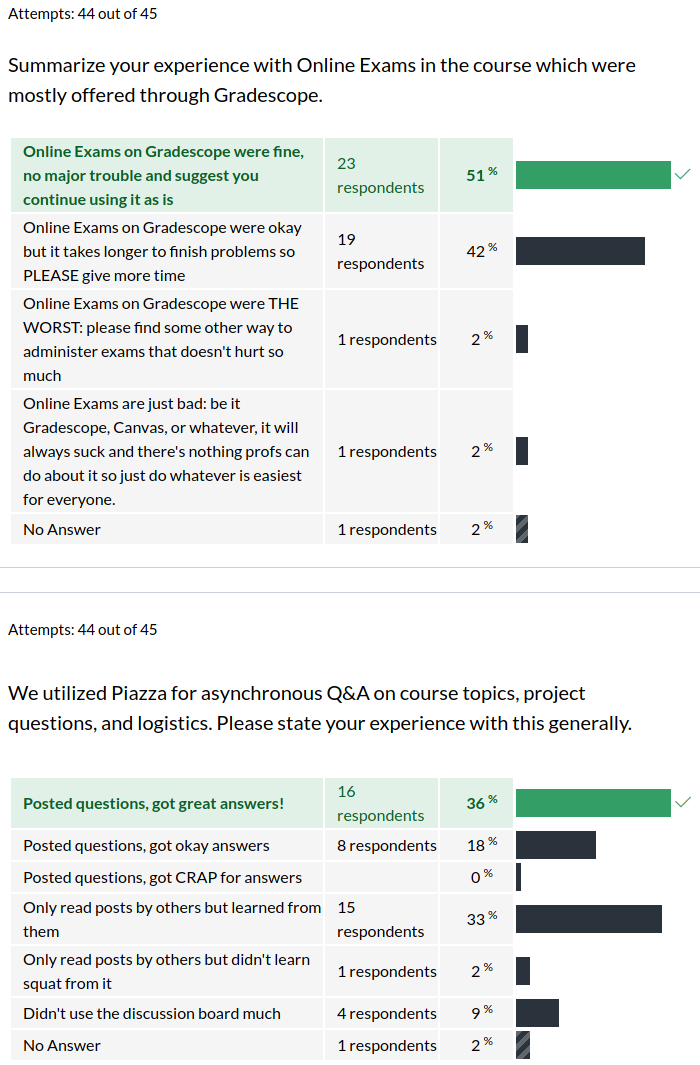 Attempts: 44 out of 45
Summarize your experience with Online Exams in the course which were
mostly offered through Gradescope.
Online Exams on Gradescope were fine,
no major trouble and suggest you
continue using it as is
23
respondents
51 %
Online Exams on Gradescope were okay
but it takes longer to finish problems so
PLEASE give more time
19
respondents
42 %
Online Exams on Gradescope were THE
WORST: please find some other way to
administer exams that doesn't hurt so
much
1 respondents
2 %
Online Exams are just bad: be it
Gradescope, Canvas, or whatever, it will
always suck and there's nothing profs can
do about it so just do whatever is easiest
for everyone.
1 respondents
2 %
No Answer
1 respondents
2 %
Attempts: 44 out of 45
We utilized Piazza for asynchronous Q&A on course topics, project
questions, and logistics. Please state your experience with this generally.
Posted questions, got great answers!
16
respondents
36 %
Posted questions, got okay answers
8 respondents
18 %
Posted questions, got CRAP for answers
0 %
Only read posts by others but learned from
them
15
respondents
33 %
Only read posts by others but didn't learn
squat from it
1 respondents
2 %
Didn't use the discussion board much
4 respondents
9 %
No Answer
1 respondents
2 %